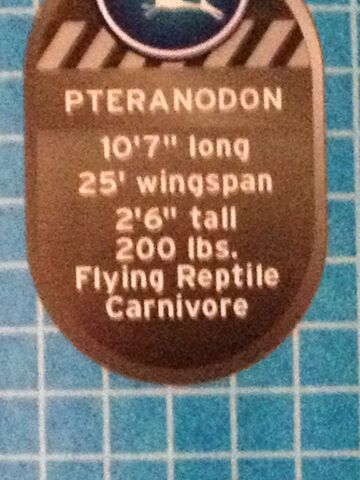 PTERANODON
10'7" long
25' wingspan
2'6" tall
200 lbs.
Flying Reptile
Carnivore